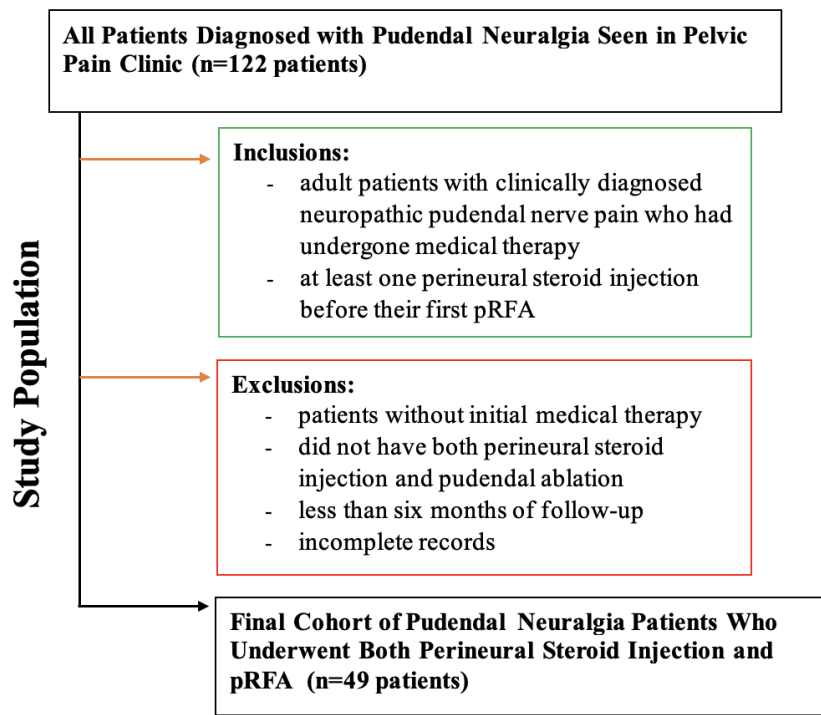 All Patients Diagnosed with Pudendal Neuralgia Seen in Pelvic
Pain Clinic (n=122 patients)
Study Population
Inclusions:
- adult patients with clinically diagnosed
neuropathic pudendal nerve pain who had
undergone medical therapy
- at least one perineural steroid injection
before their first pRFA
Exclusions:
- patients without initial medical therapy
- did not have both perineural steroid
injection and pudendal ablation
- less than six months of follow-up
- incomplete records
Final Cohort of Pudendal Neuralgia Patients Who
Underwent Both Perineural Steroid Injection and
pRFA (n=49 patients)